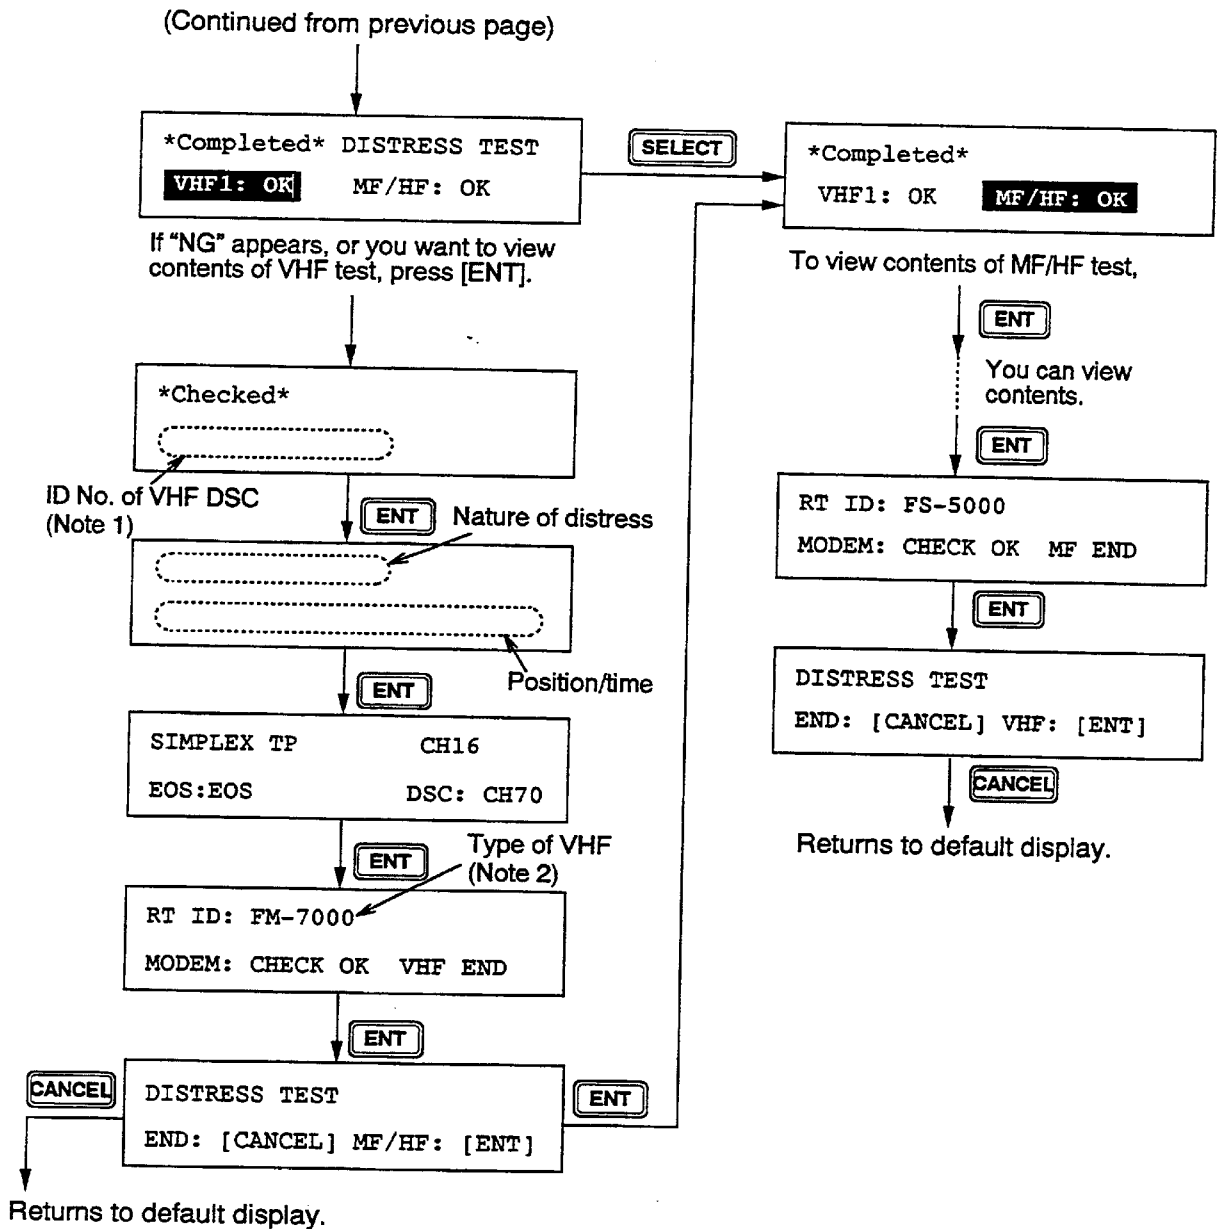 (Continued from previous page)
*Completed* DISTRESS TEST
VHF1: OK MF/HF: OK
If "NG" appears, or you want to view
contents of VHF test, press [ENT].
*Checked*
ID No. of VHF DSC
(Note 1)
ENT
Nature of distress
Position/time
ENT
SIMPLEX TP CH16
EOS:EOS DSC: CH70
ENT
Type of VHF
(Note 2)
RT ID: FM-7000
MODEM: CHECK OK VHF END
ENT
CANCEL
DISTRESS TEST
END: [CANCEL] MF/HF: [ENT]
ENT
Returns to default display.
SELECT
*Completed*
VHF1: OK MF/HF: OK
To view contents of MF/HF test,
ENT
You can view
contents.
ENT
RT ID: FS-5000
MODEM: CHECK OK MF END
ENT
DISTRESS TEST
END: [CANCEL] VHF: [ENT]
CANCEL
Returns to default display.